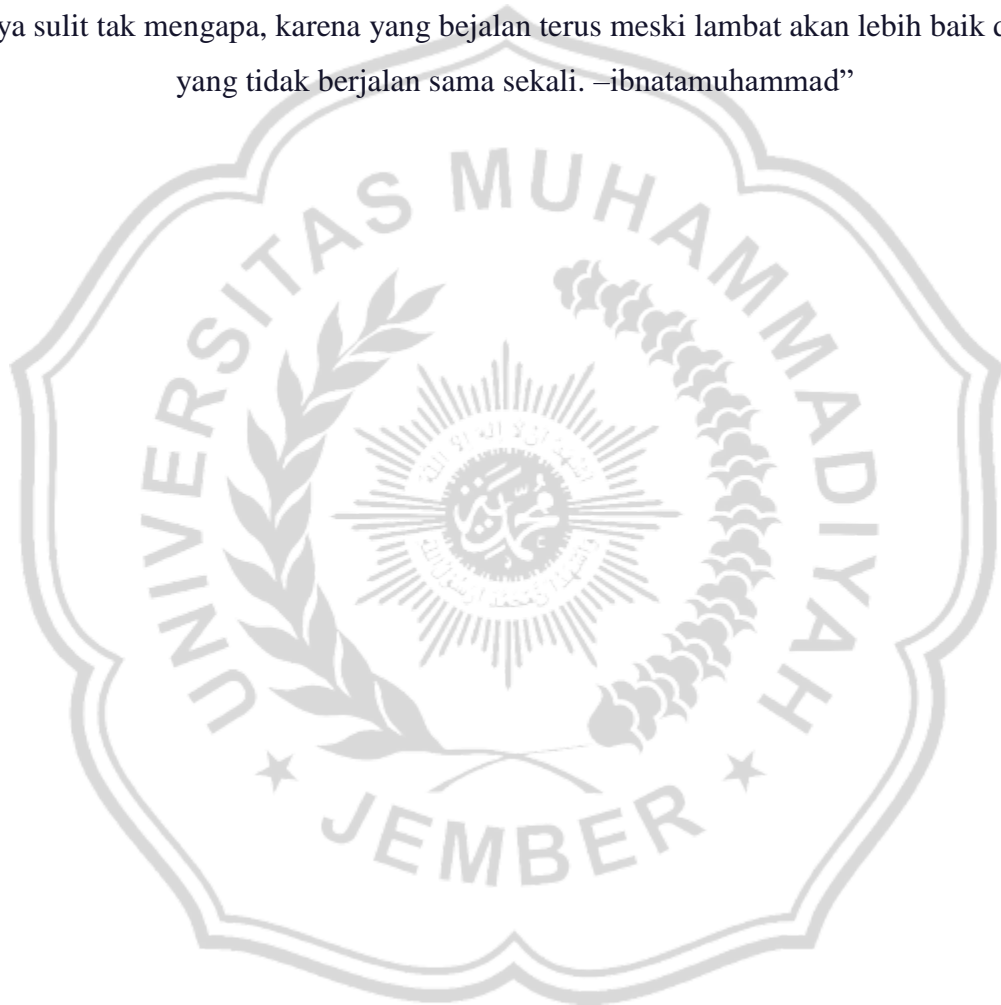 sulit tak mengapa, karena yang bejalan terus meski lambat akan lebih baik
yang tidak berjalan sama sekali. –ibnatamuhammad”
UNIVERSITAS MUHAMMADIYAH
JEMBER